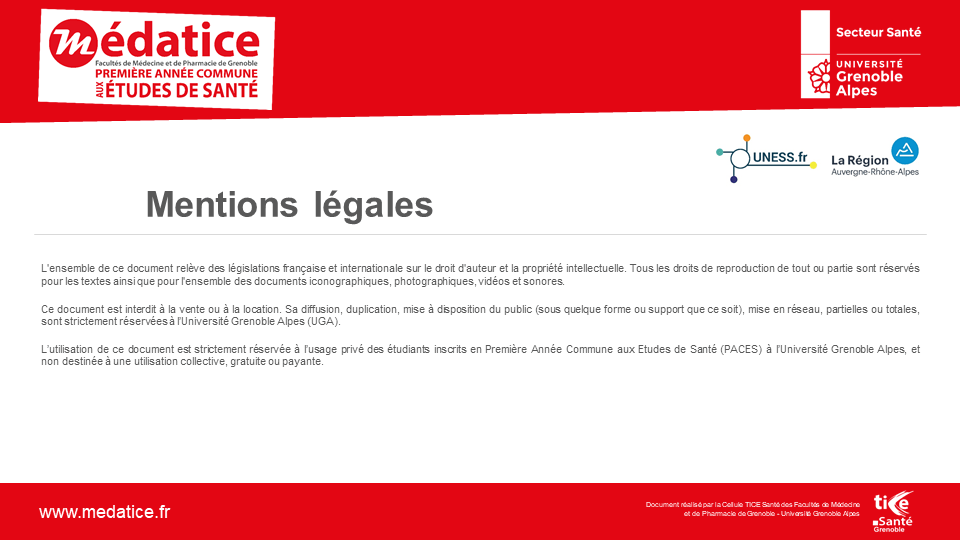 médatice
Facultés de Médecine et de Pharmacie de Grenoble
PREMIÈRE ANNÉE COMMUNE
AUX ÉTUDES DE SANTÉ
Secteur Santé
UNIVERSITÉ
Grenoble
Alpes
UNESS.fr
La Région
Auvergne-Rhône-Alpes
Mentions légales
L'ensemble de ce document relève des législations française et internationale sur le droit d'auteur et la propriété intellectuelle. Tous les droits de reproduction de tout ou partie sont réservés
pour les textes ainsi que pour l'ensemble des documents iconographiques, photographiques, vidéos et sonores.
Ce document est interdit à la vente ou à la location. Sa diffusion, duplication, mise à disposition du public (sous quelque forme ou support que ce soit), mise en réseau, partielles ou totales,
sont strictement réservées à l'Université Grenoble Alpes (UGA).
L'utilisation de ce document est strictement réservée à l'usage privé des étudiants inscrits en Première Année Commune aux Etudes de Santé (PACES) à l'Université Grenoble Alpes, et
non destinée à une utilisation collective, gratuite ou payante.
www.medatice.fr
Document réalisé par la Cellule TICE Santé des Facultés de Médecine
et de Pharmacie de Grenoble - Université Grenoble Alpes
tice
Santé
Grenoble